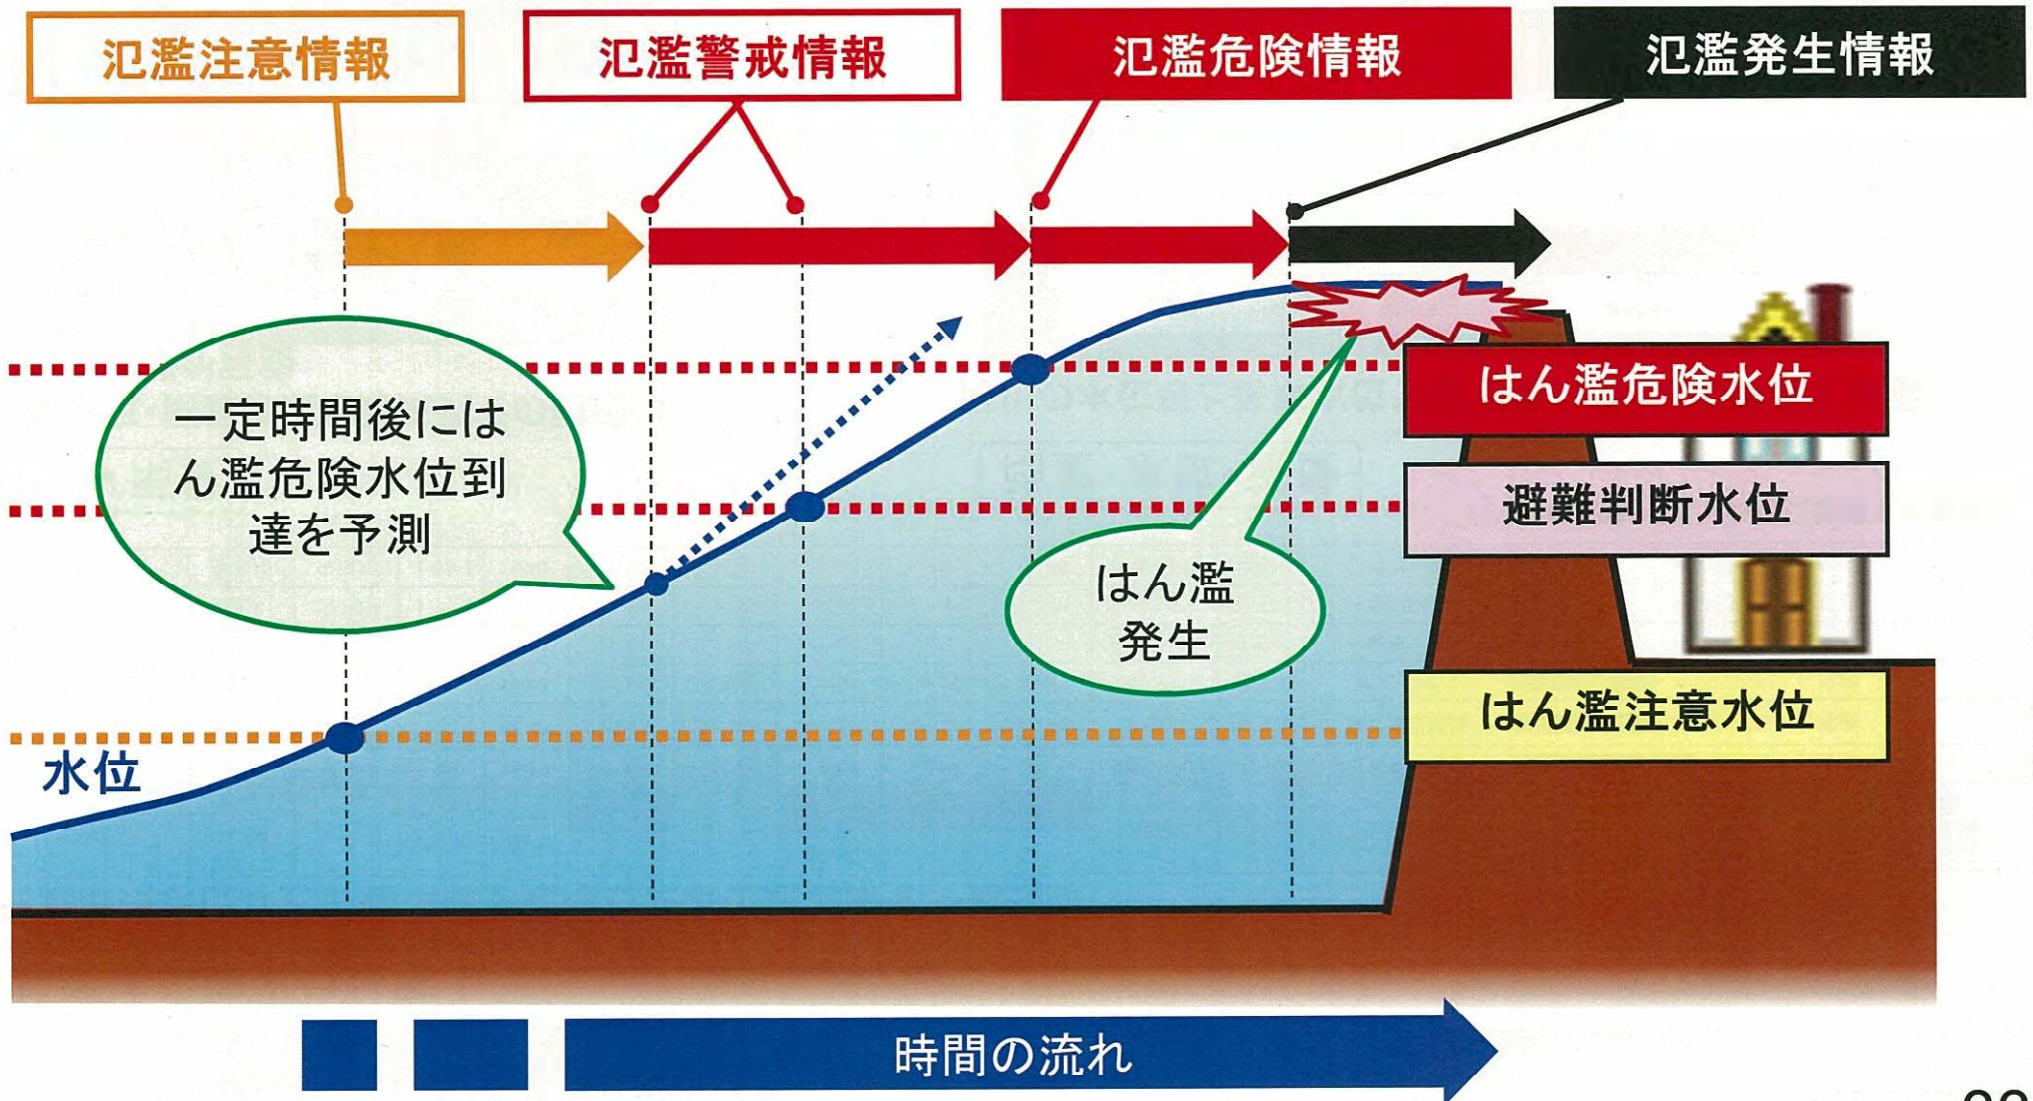 氾濫注意情報
氾濫警戒情報
氾濫危険情報
氾濫発生情報
一定時間後には
ん濫危険水位到
達を予測
はん濫危険水位
避難判断水位
はん濫
発生
はん濫注意水位
水位
時間の流れ